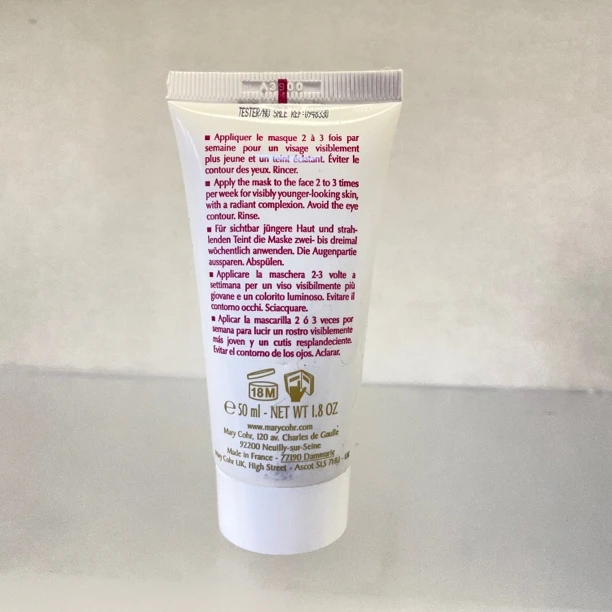 TESTER/NO SALE REF:0948330
▪ Appliquer le masque 2 à 3 fois par
semaine pour un visage visiblement
plus jeune et un teint éclatant. Éviter le
contour des yeux. Rincer.
▪ Apply the mask to the face 2 to 3 times
per week for visibly younger-looking skin,
with a radiant complexion. Avoid the eye
contour. Rinse.
▪ Für sichtbar jüngere Haut und strah-
lenden Teint die Maske zwei- bis dreimal
wöchentlich anwenden. Die Augenpartie
aussparen. Abspülen.
▪ Applicare la maschera 2-3 volte a
settimana per un viso visibilmente più
giovane e un colorito luminoso. Evitare il
contorno occhi. Sciacquare.
▪ Aplicar la mascarilla 2 ó 3 veces por
semana para lucir un rostro visiblemente
más joven y un cutis resplandeciente.
Evitar el contorno de los ojos. Aclarar.
18M
℮ 50 ml - NET WT 1.8 OZ
www.marycohr.com
Mary Cohr, 120 av. Charles de Gaulle
92200 Neuilly-sur-Seine
Made in France - 77190 Dammarie
Cohr UK, High Street - Ascot SL5